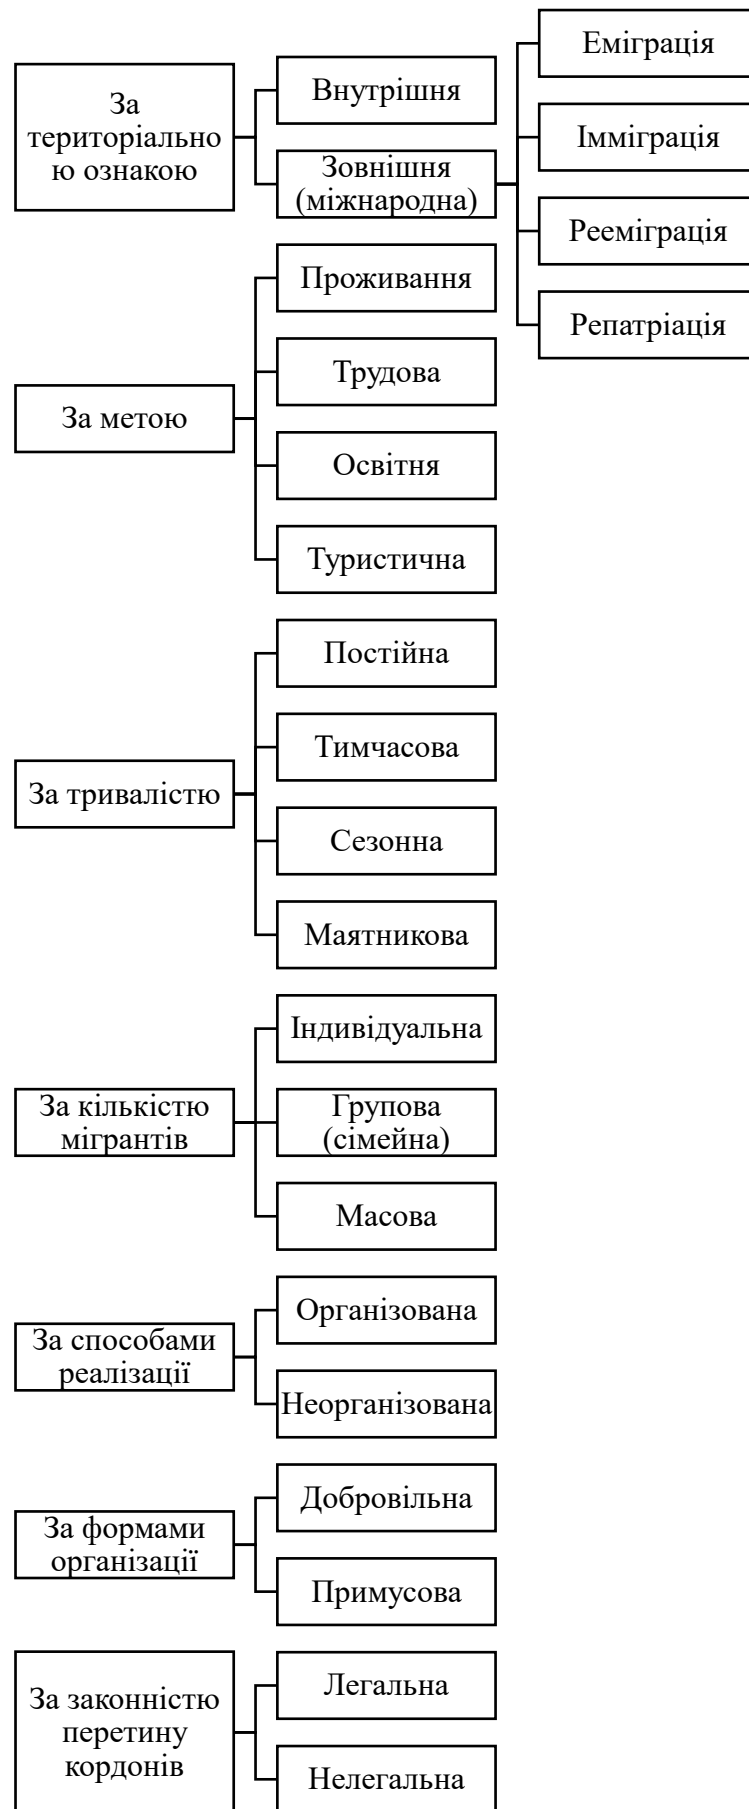 За
територіально
ю ознакою
Внутрішня
Зовнішня
(міжнародна)
Еміграція
Імміграція
Рееміграція
Репатріація
За метою
Проживання
Трудова
Освітня
Туристична
За тривалістю
Постійна
Тимчасова
Сезонна
Маятникова
За кількістю
мігрантів
Індивідуальна
Групова
(сімейна)
Масова
За способами
реалізації
Організована
Неорганізована
За формами
організації
Добровільна
Примусова
За законністю
перетину
кордонів
Легальна
Нелегальна